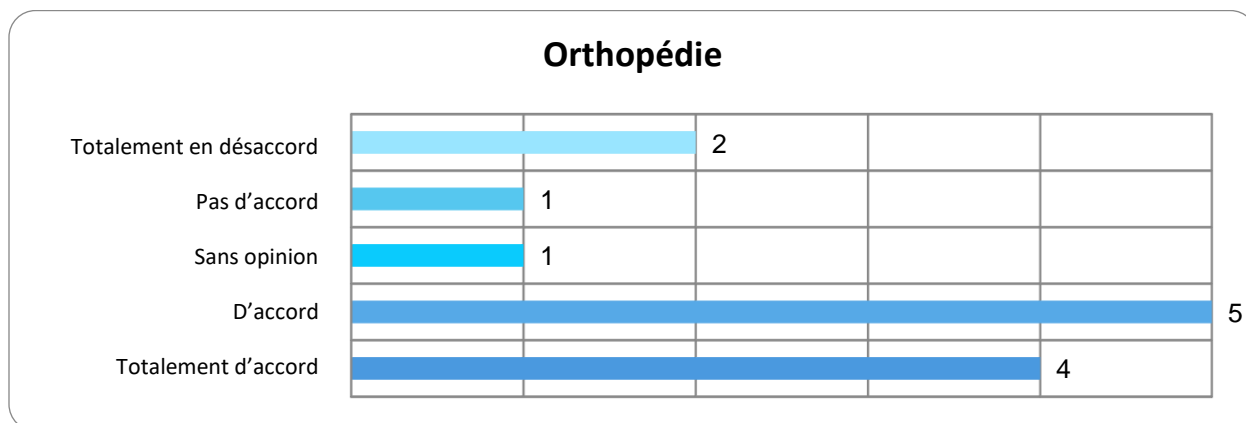 Orthopédie
Totalement en désaccord 2
Pas d’accord 1
Sans opinion 1
D’accord 5
Totalement d’accord 4